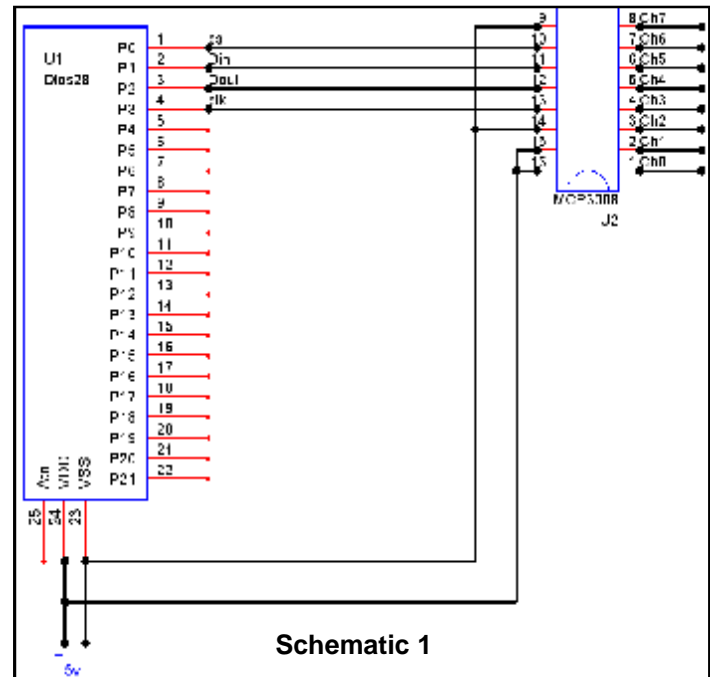 U1
Dios28
P0 1 cs
P1 2 Din
P2 3 Dout
P3 4 clk
P4 5
P5 6
P6 7
P7 8
P8 9
P9 10
P10 11
P11 12
P12 13
P13 14
P14 15
P15 16
P16 17
P17 18
P18 19
P19 20
P20 21
P21 22
VDD
VSS
25
24
23
5v
9 8 Ch7
10 7 Ch6
11 6 Ch5
12 5 Ch4
13 4 Ch3
14 3 Ch2
15 2 Ch1
1 Ch0
MCP3008
U2
Schematic 1